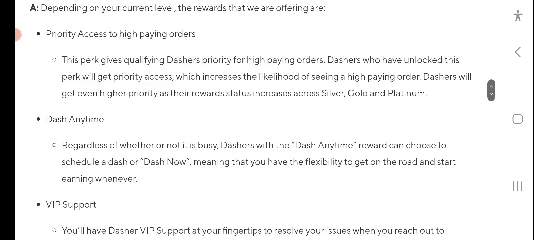 A: Depending on your current level, the rewards that we are offering are:
Priority Access to high paying orders
This perk gives qualifying Dashers priority for high paying orders. Dashers who have unlocked this
perk will get priority access, which increases the likelihood of seeing a high paying order. Dashers will
get even higher priority as their rewards status increases across Silver, Gold and Platinum.
Dash Anytime
Regardless of whether or not it is busy, Dashers with the "Dash Anytime" reward can choose to
schedule a dash or "Dash Now", meaning that you have the flexibility to get on the road and start
earning whenever.
VIP Support
You'll have Dasher VIP Support at your fingertips to resolve your issues when you reach out to